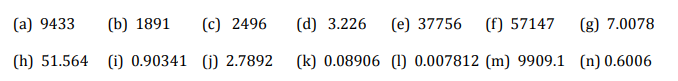 (a) 9433 (b) 1891 (c) 2496 (d) 3.226 (e) 37756 (f) 57147 (g) 7.0078
(h) 51.564 (i) 0.90341 (j) 2.7892 (k) 0.08906 (l) 0.007812 (m) 9909.1 (n) 0.6006